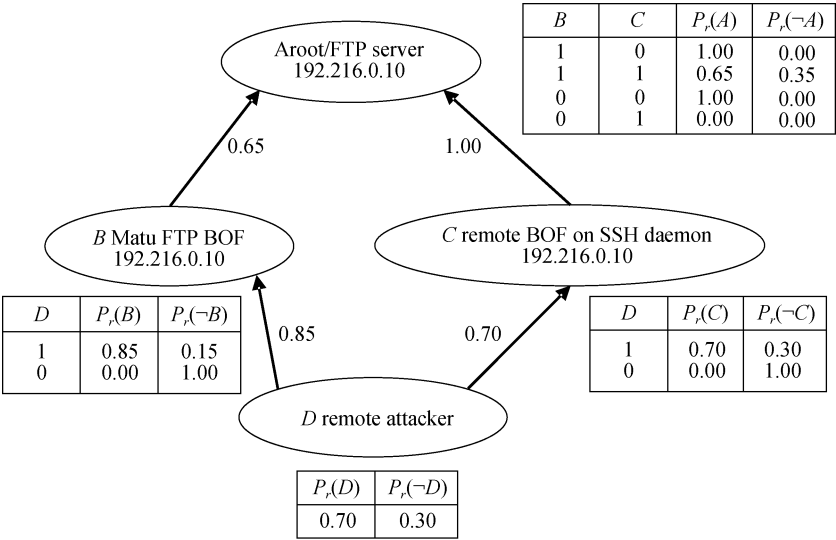 Aroot/FTP server
192.216.0.10
B C Pr(A) Pr(¬A)
1 0 1.00 0.00
1 1 0.65 0.35
0 0 1.00 0.00
0 1 0.00 0.00
0.65
1.00
B Matu FTP BOF
192.216.0.10
C remote BOF on SSH daemon
192.216.0.10
D Pr(B) Pr(¬B)
1 0.85 0.15
0 0.00 1.00
0.85
0.70
D Pr(C) Pr(¬C)
1 0.70 0.30
0 0.00 1.00
D remote attacker
Pr(D) Pr(¬D)
0.70 0.30